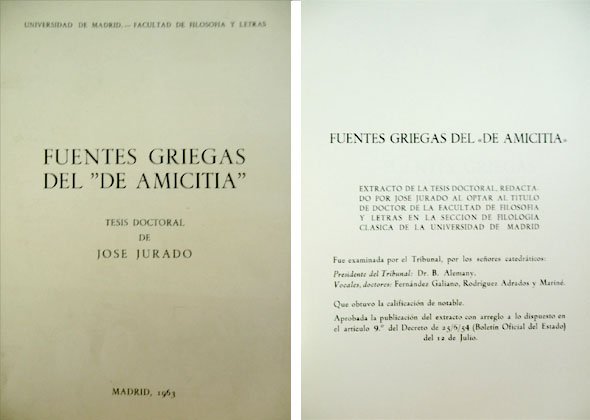 UNIVERSIDAD DE MADRID.—FACULTAD DE FILOSOFIA Y LETRAS
FUENTES GRIEGAS
DEL "DE AMICITIA"
TESIS DOCTORAL
DE
JOSE JURADO
MADRID, 1963
FUENTES GRIEGAS DEL «DE AMICITIA»
EXTRACTO DE LA TESIS DOCTORAL, REDACTA-
DO POR JOSE JURADO AL OPTAR AL TITULO
DE DOCTOR DE LA FACULTAD DE FILOSOFIA
Y LETRAS EN LA SECCION DE FILOLOGIA
CLASICA DE LA UNIVERSIDAD DE MADRID
Fue examinada por el Tribunal, por los señores catedráticos:
Presidente del Tribunal: Dr. B. Alemany,
Vocales, doctores: Fernández Galiano, Rodríguez Adrados y Mariné.
Que obtuvo la calificación de notable.
Aprobada la publicación del extracto con arreglo a lo dispuesto en
el artículo 9.º del Decreto de 25/6/54 (Boletín Oficial del Estado)
del 12 de Julio.